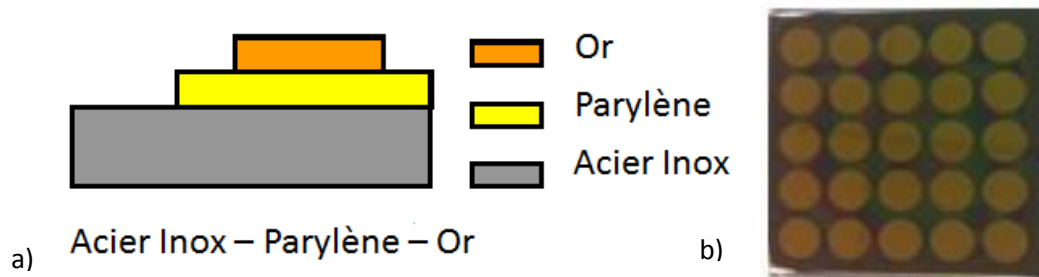 Or
Parylène
Acier Inox
a) Acier Inox – Parylène – Or
b)